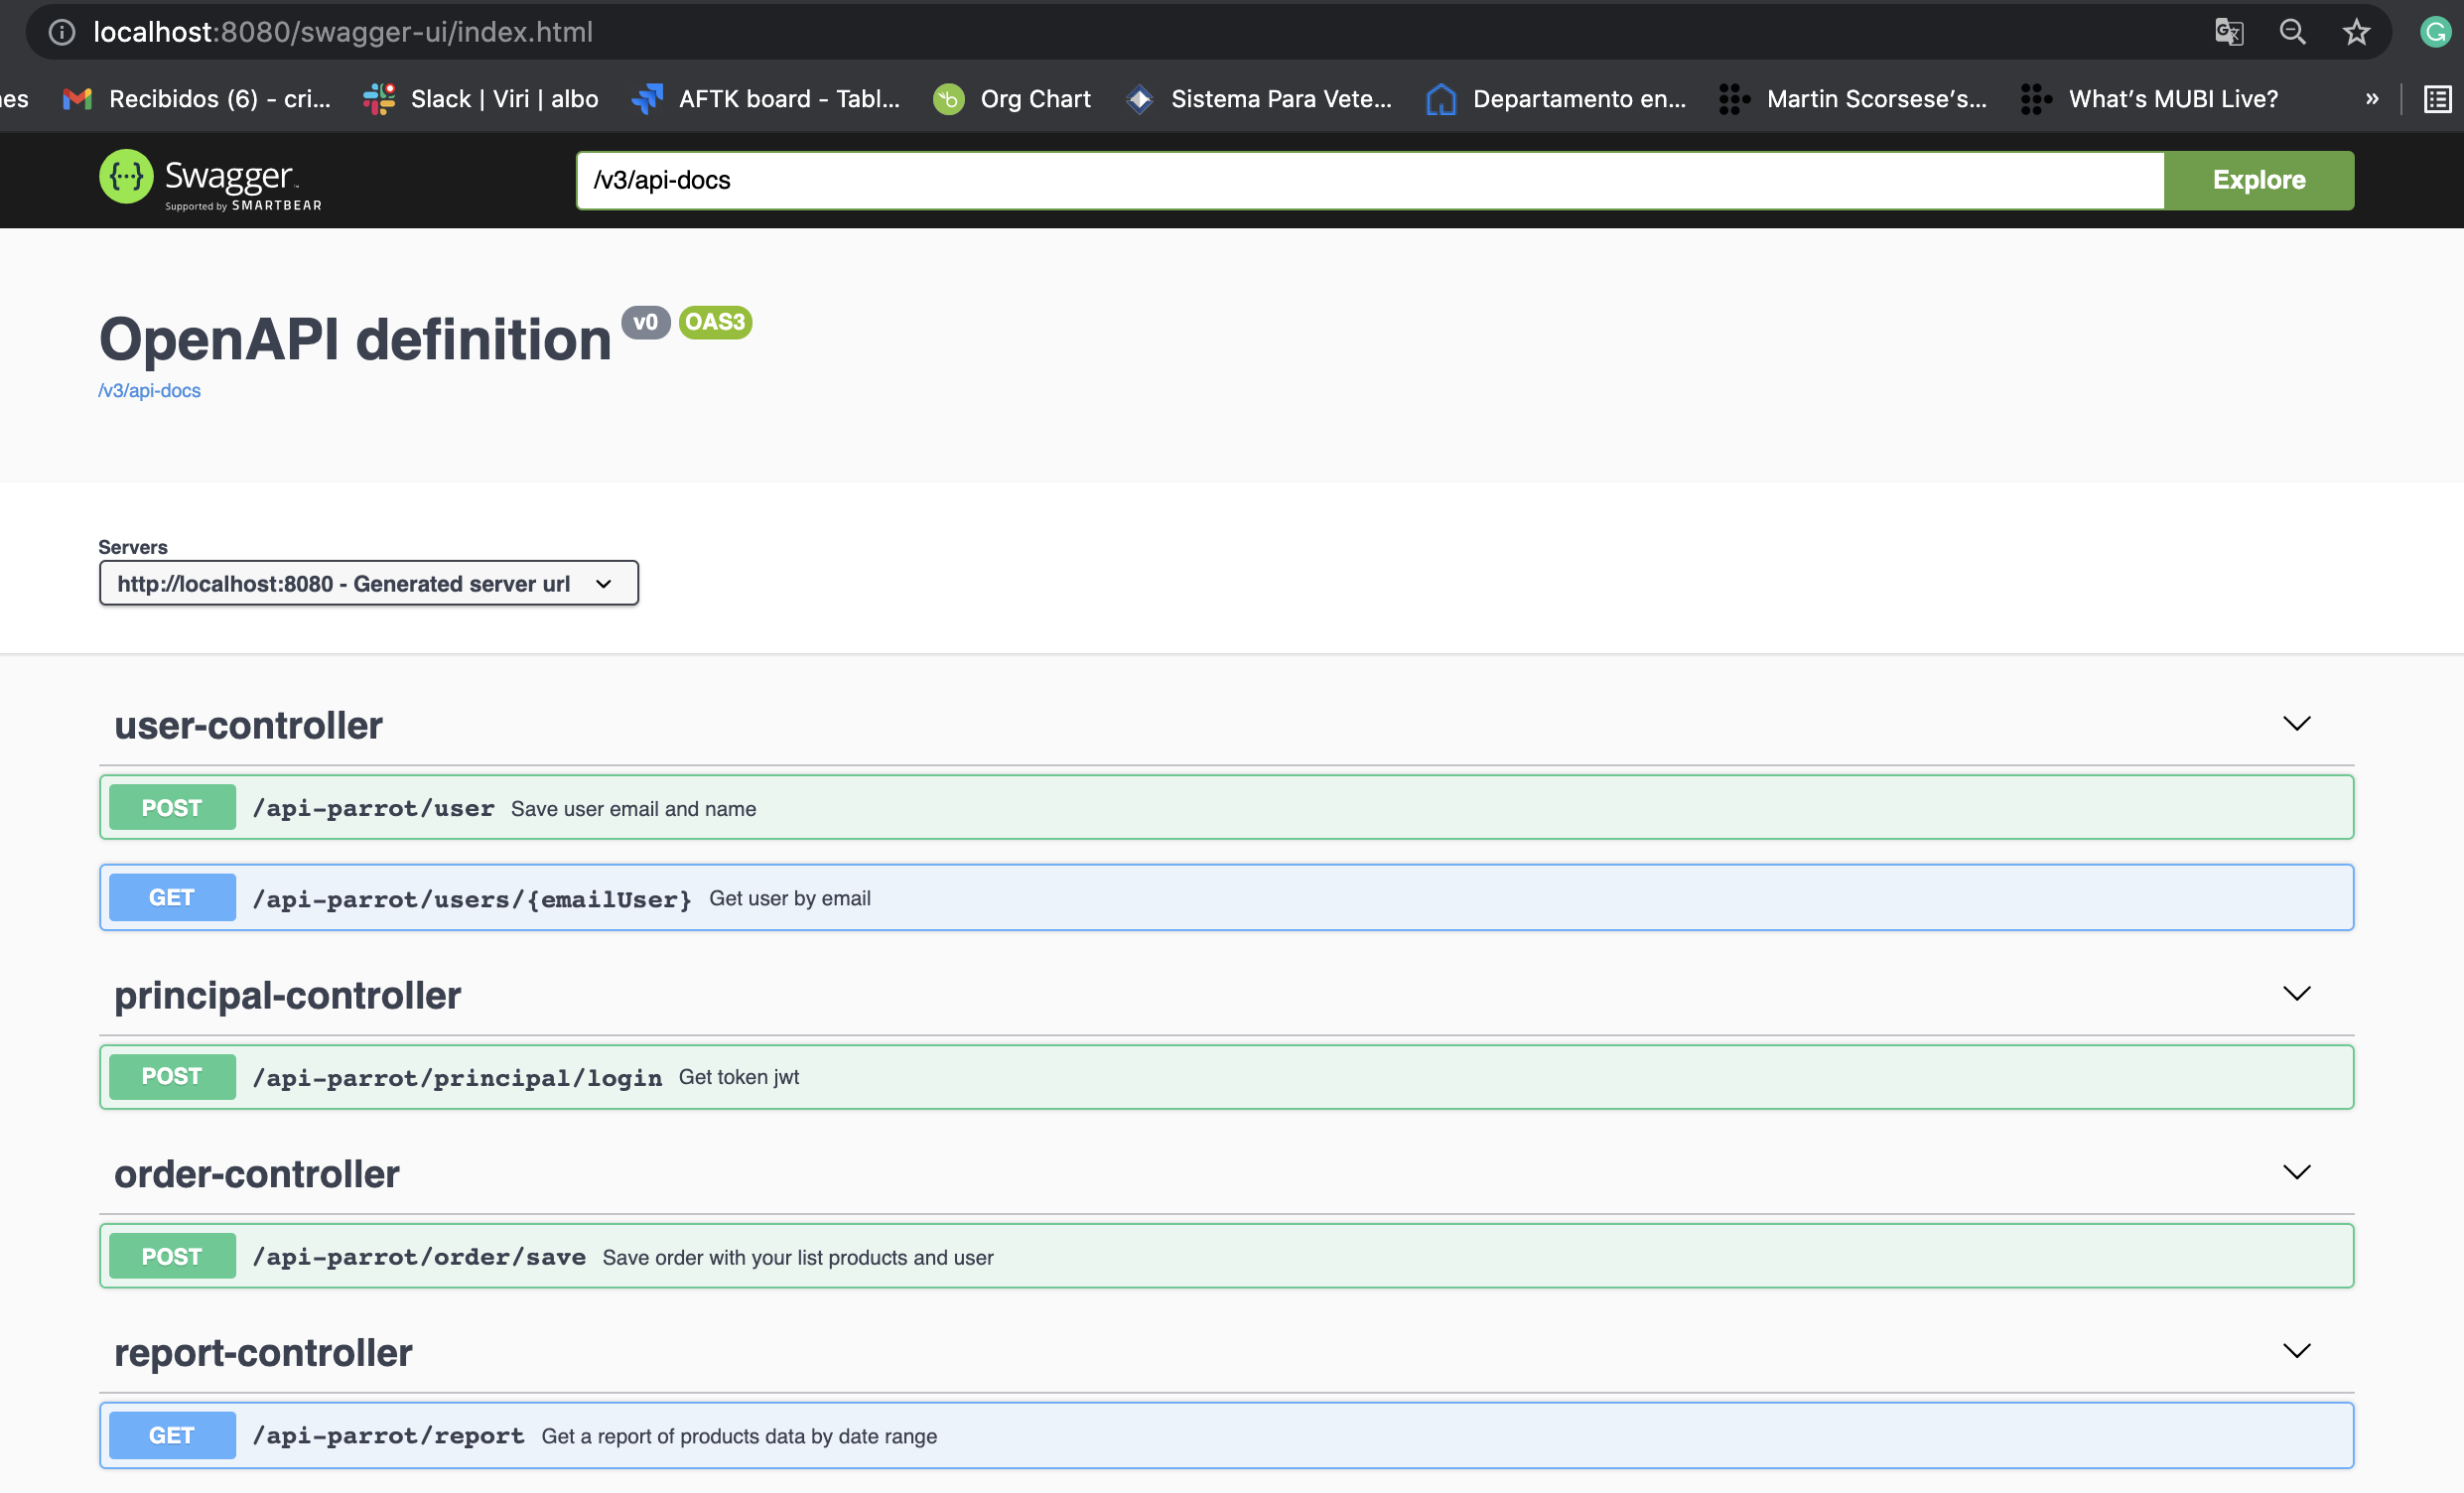 localhost:8080/swagger-ui/index.html
es Recibidos (6) - cri... Slack | Viri | albo AFTK board - Tabl... Org Chart Sistema Para Vete... Departamento en... Martin Scorsese's... What's MUBI Live? »
Swagger
Supported by SMARTBEAR
/v3/api-docs
Explore
OpenAPI definition v0 OAS3
/v3/api-docs
Servers
http://localhost:8080 - Generated server url
user-controller
POST /api-parrot/user Save user email and name
GET /api-parrot/users/{emailUser} Get user by email
principal-controller
POST /api-parrot/principal/login Get token jwt
order-controller
POST /api-parrot/order/save Save order with your list products and user
report-controller
GET /api-parrot/report Get a report of products data by date range